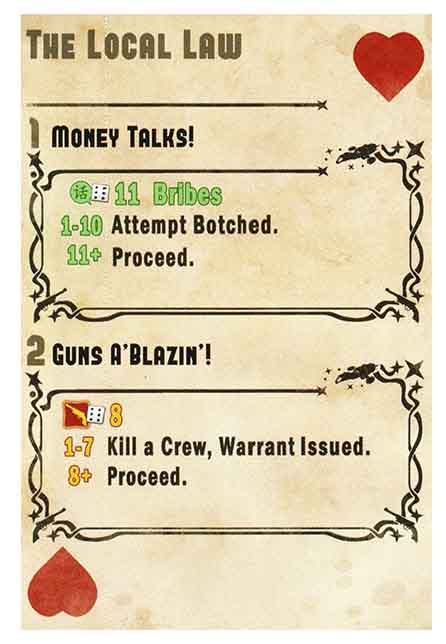 The Local Law
1 Money Talks!
话 11 Bribes
1-10 Attempt Botched.
11+ Proceed.
2 Guns A'Blazin'!
8
1-7 Kill a Crew, Warrant Issued.
8+ Proceed.